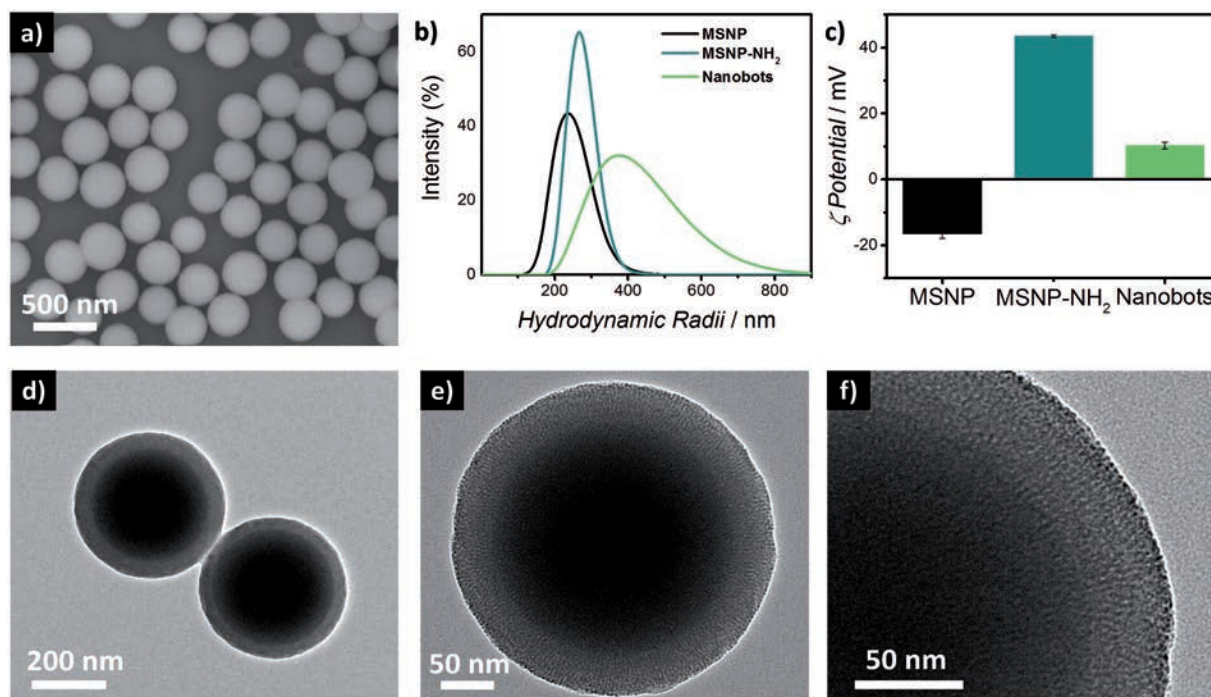 a)
500 nm
b)
MSNP
MSNP-NH₂
Nanobots
Intensity (%)
60
40
20
0
200
400
600
800
Hydrodynamic Radii / nm
c)
ζ Potential / mV
40
20
0
-20
MSNP
MSNP-NH₂
Nanobots
d)
200 nm
e)
50 nm
f)
50 nm